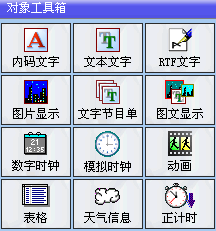 对象工具箱
内码文字 文本文字 RTF文字
图片显示 文字节目单 图文显示
数字时钟 模拟时钟 动画
表格 天气信息 正计时